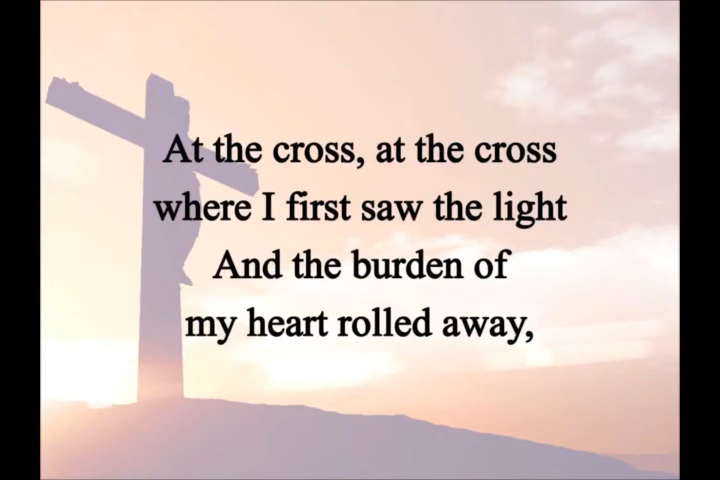 At the cross, at the cross
where I first saw the light
And the burden of
my heart rolled away,